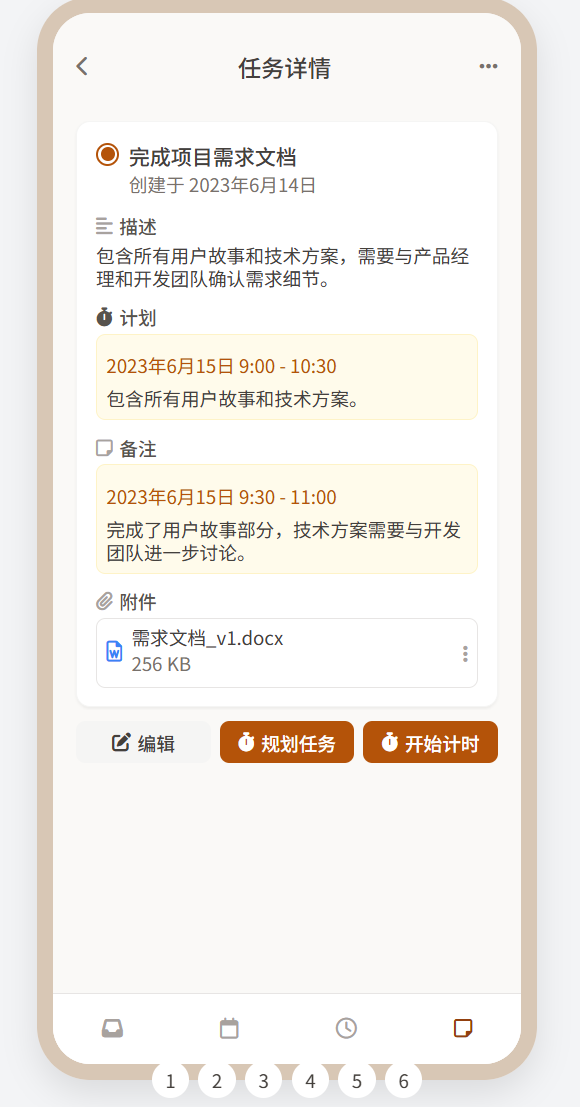 任务详情
完成项目需求文档
创建于 2023年6月14日
描述
包含所有用户故事和技术方案，需要与产品经
理和开发团队确认需求细节。
计划
2023年6月15日 9:00 - 10:30
包含所有用户故事和技术方案。
备注
2023年6月15日 9:30 - 11:00
完成了用户故事部分，技术方案需要与开发
团队进一步讨论。
附件
需求文档_v1.docx
256 KB
编辑 规划任务 开始计时
1 2 3 4 5 6